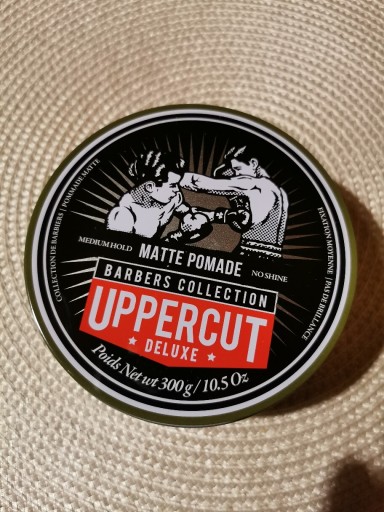 COLLECTION DE BARBIERS | POMMADE MATTE
FIXATION MOYENNE | PAS DE BRILLANCE
MEDIUM HOLD
MATTE POMADE
NO SHINE
BARBERS COLLECTION
UPPERCUT
★ DELUXE ★
Poids Net wt 300g / 10.5 Oz